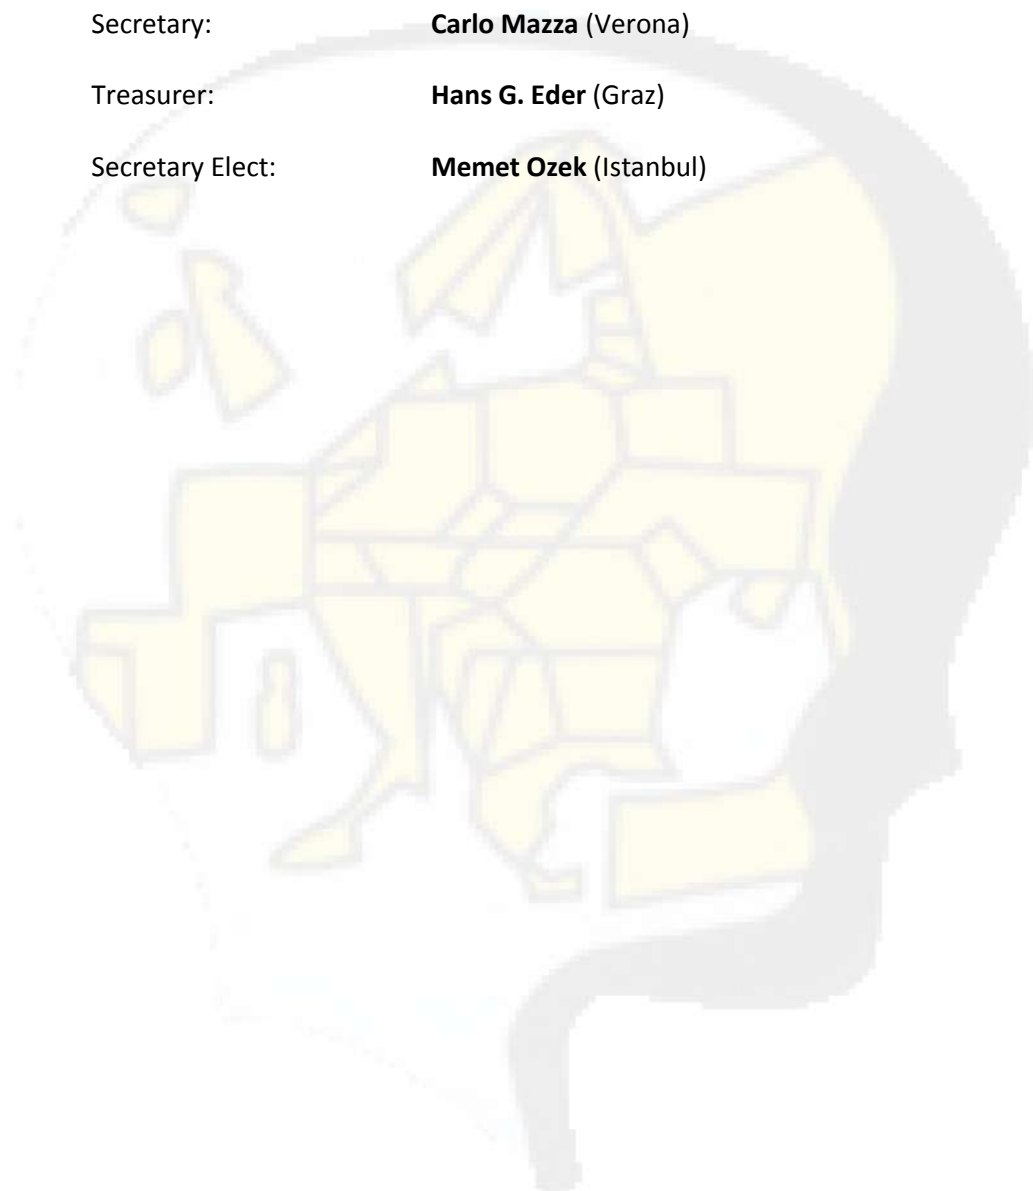 Secretary: Carlo Mazza (Verona)
Treasurer: Hans G. Eder (Graz)
Secretary Elect: Memet Ozek (Istanbul)